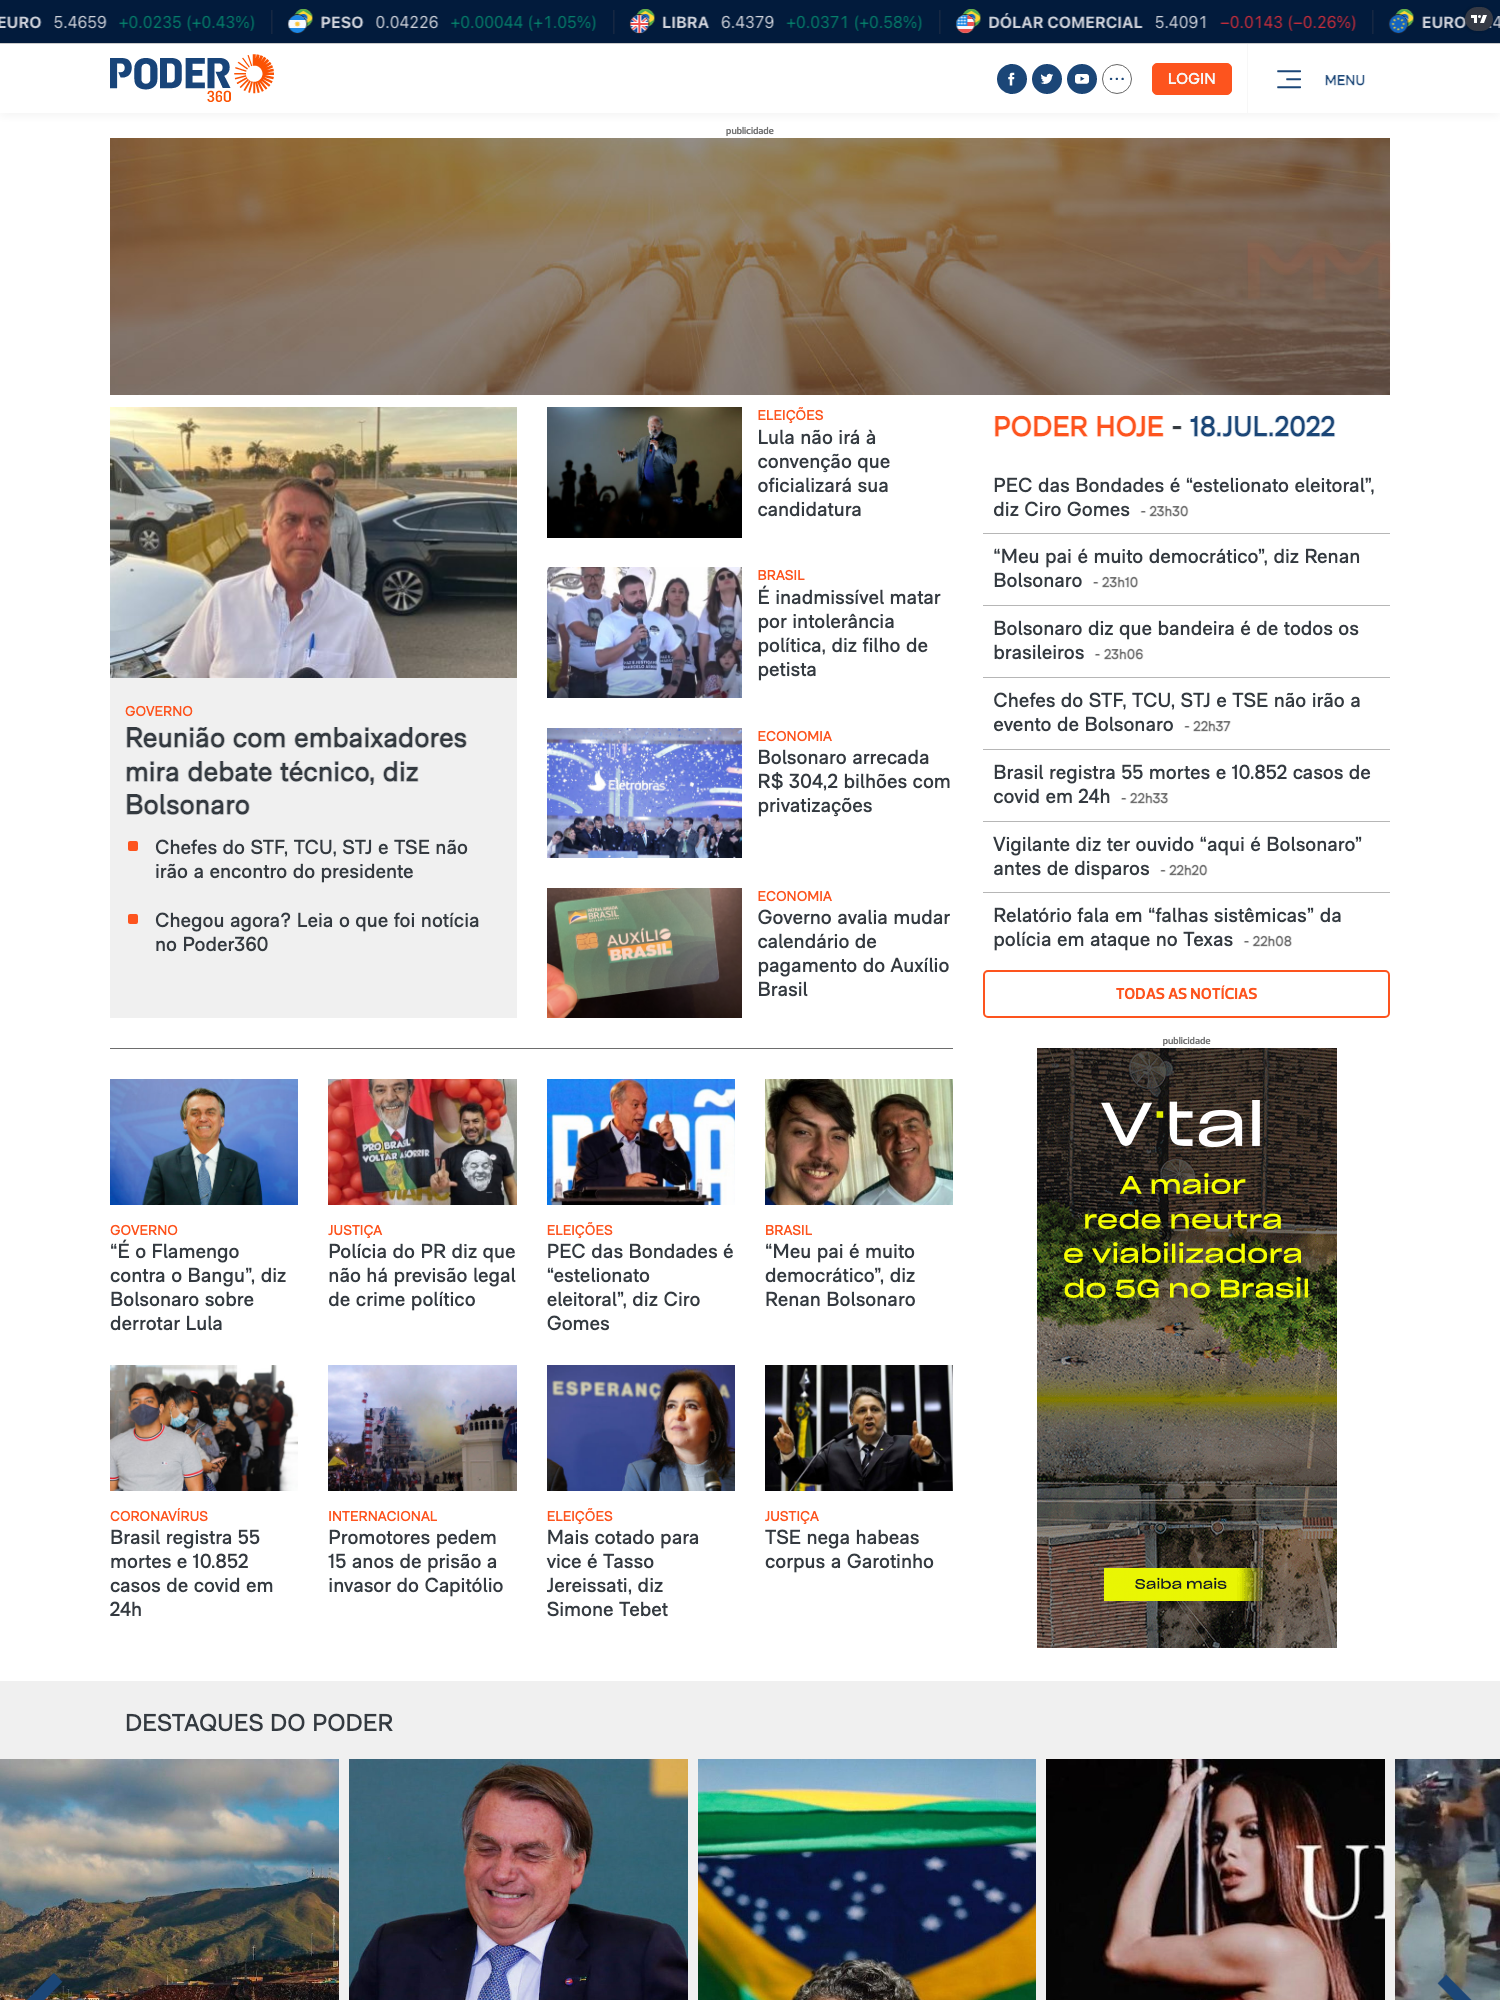 EURO 5.4659 +0.0235 (+0.43%) PESO 0.04226 +0.00044 (+1.05%) LIBRA 6.4379 +0.0371 (+0.58%) DÓLAR COMERCIAL 5.4091 −0.0143 (−0.26%) EURO
PODER
360
LOGIN
MENU
publicidade
MM
GOVERNO
Reunião com embaixadores
mira debate técnico, diz
Bolsonaro
Chefes do STF, TCU, STJ e TSE não
irão a encontro do presidente
Chegou agora? Leia o que foi notícia
no Poder360
ELEIÇÕES
Lula não irá à
convenção que
oficializará sua
candidatura
BRASIL
É inadmissível matar
por intolerância
política, diz filho de
petista
Eletrobras
ECONOMIA
Bolsonaro arrecada
R$ 304,2 bilhões com
privatizações
BRASIL
AUXÍLIO
BRASIL
ECONOMIA
Governo avalia mudar
calendário de
pagamento do Auxílio
Brasil
PODER HOJE - 18.JUL.2022
PEC das Bondades é “estelionato eleitoral”,
diz Ciro Gomes - 23h30
“Meu pai é muito democrático”, diz Renan
Bolsonaro - 23h10
Bolsonaro diz que bandeira é de todos os
brasileiros - 23h06
Chefes do STF, TCU, STJ e TSE não irão a
evento de Bolsonaro - 22h37
Brasil registra 55 mortes e 10.852 casos de
covid em 24h - 22h33
Vigilante diz ter ouvido “aqui é Bolsonaro”
antes de disparos - 22h20
Relatório fala em “falhas sistêmicas” da
polícia em ataque no Texas - 22h08
TODAS AS NOTÍCIAS
publicidade
V·tal
A maior
rede neutra
e viabilizadora
do 5G no Brasil
Saiba mais
GOVERNO
“É o Flamengo
contra o Bangu”, diz
Bolsonaro sobre
derrotar Lula
PRO BRASIL
VOLTAR A SORRIR
JUSTIÇA
Polícia do PR diz que
não há previsão legal
de crime político
ELEIÇÕES
PEC das Bondades é
“estelionato
eleitoral”, diz Ciro
Gomes
BRASIL
“Meu pai é muito
democrático”, diz
Renan Bolsonaro
CORONAVÍRUS
Brasil registra 55
mortes e 10.852
casos de covid em
24h
INTERNACIONAL
Promotores pedem
15 anos de prisão a
invasor do Capitólio
ESPERANÇ A
ELEIÇÕES
Mais cotado para
vice é Tasso
Jereissati, diz
Simone Tebet
JUSTIÇA
TSE nega habeas
corpus a Garotinho
DESTAQUES DO PODER